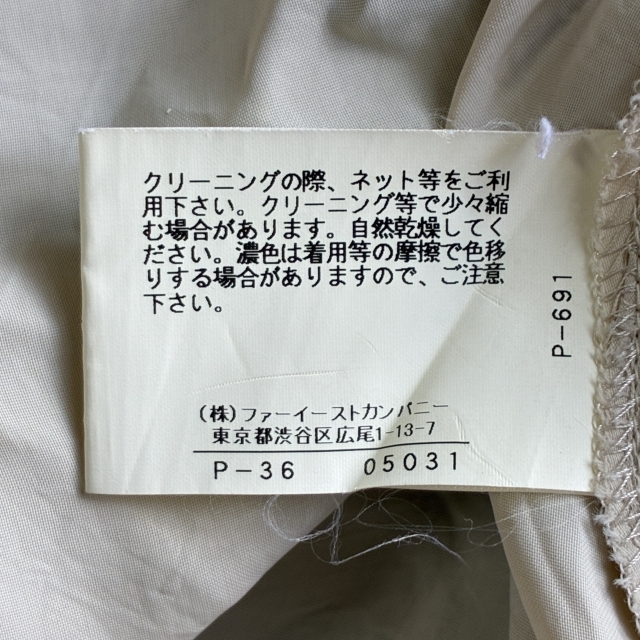 クリーニングの際、ネット等をご利
用下さい。クリーニング等で少々縮
む場合があります。自然乾燥してく
ださい。濃色は着用等の摩擦で色移
りする場合がありますので、ご注意
下さい。
P-691
(株)ファーイーストカンパニー
東京都渋谷区広尾1-13-7
P-36 05031